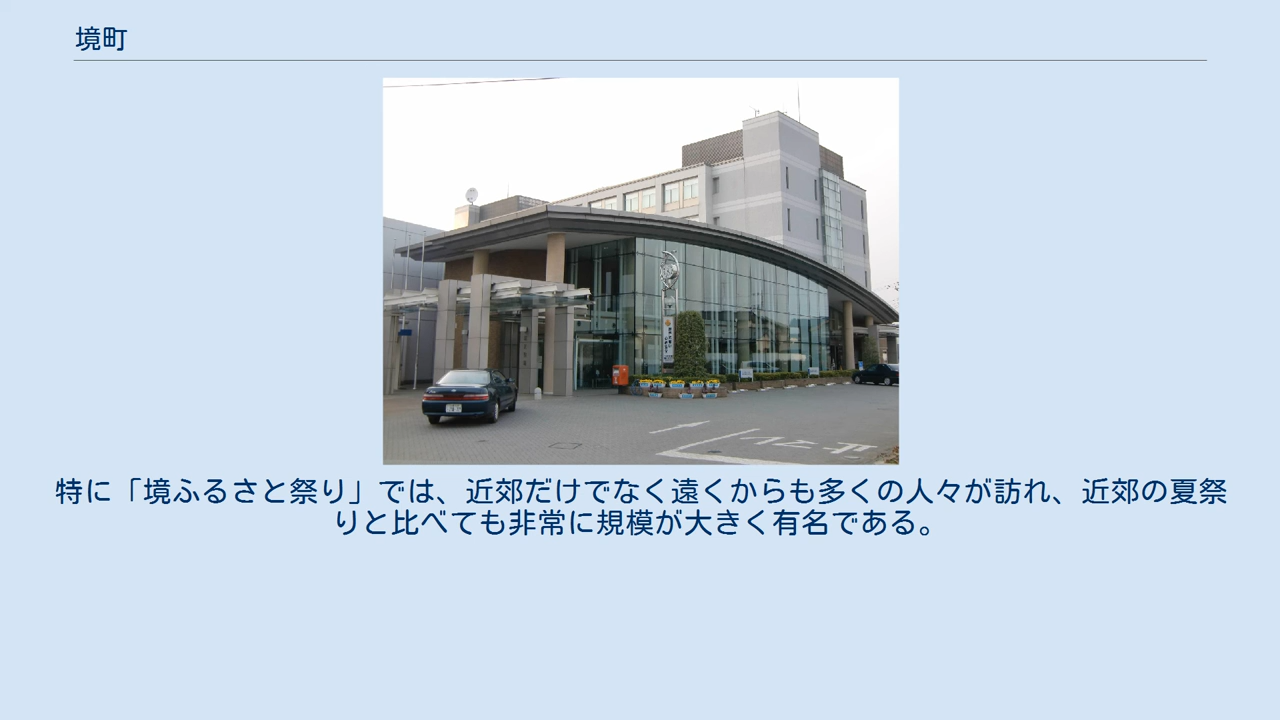 境町
特に「境ふるさと祭り」では、近郊だけでなく遠くからも多くの人々が訪れ、近郊の夏祭
りと比べても非常に規模が大きく有名である。